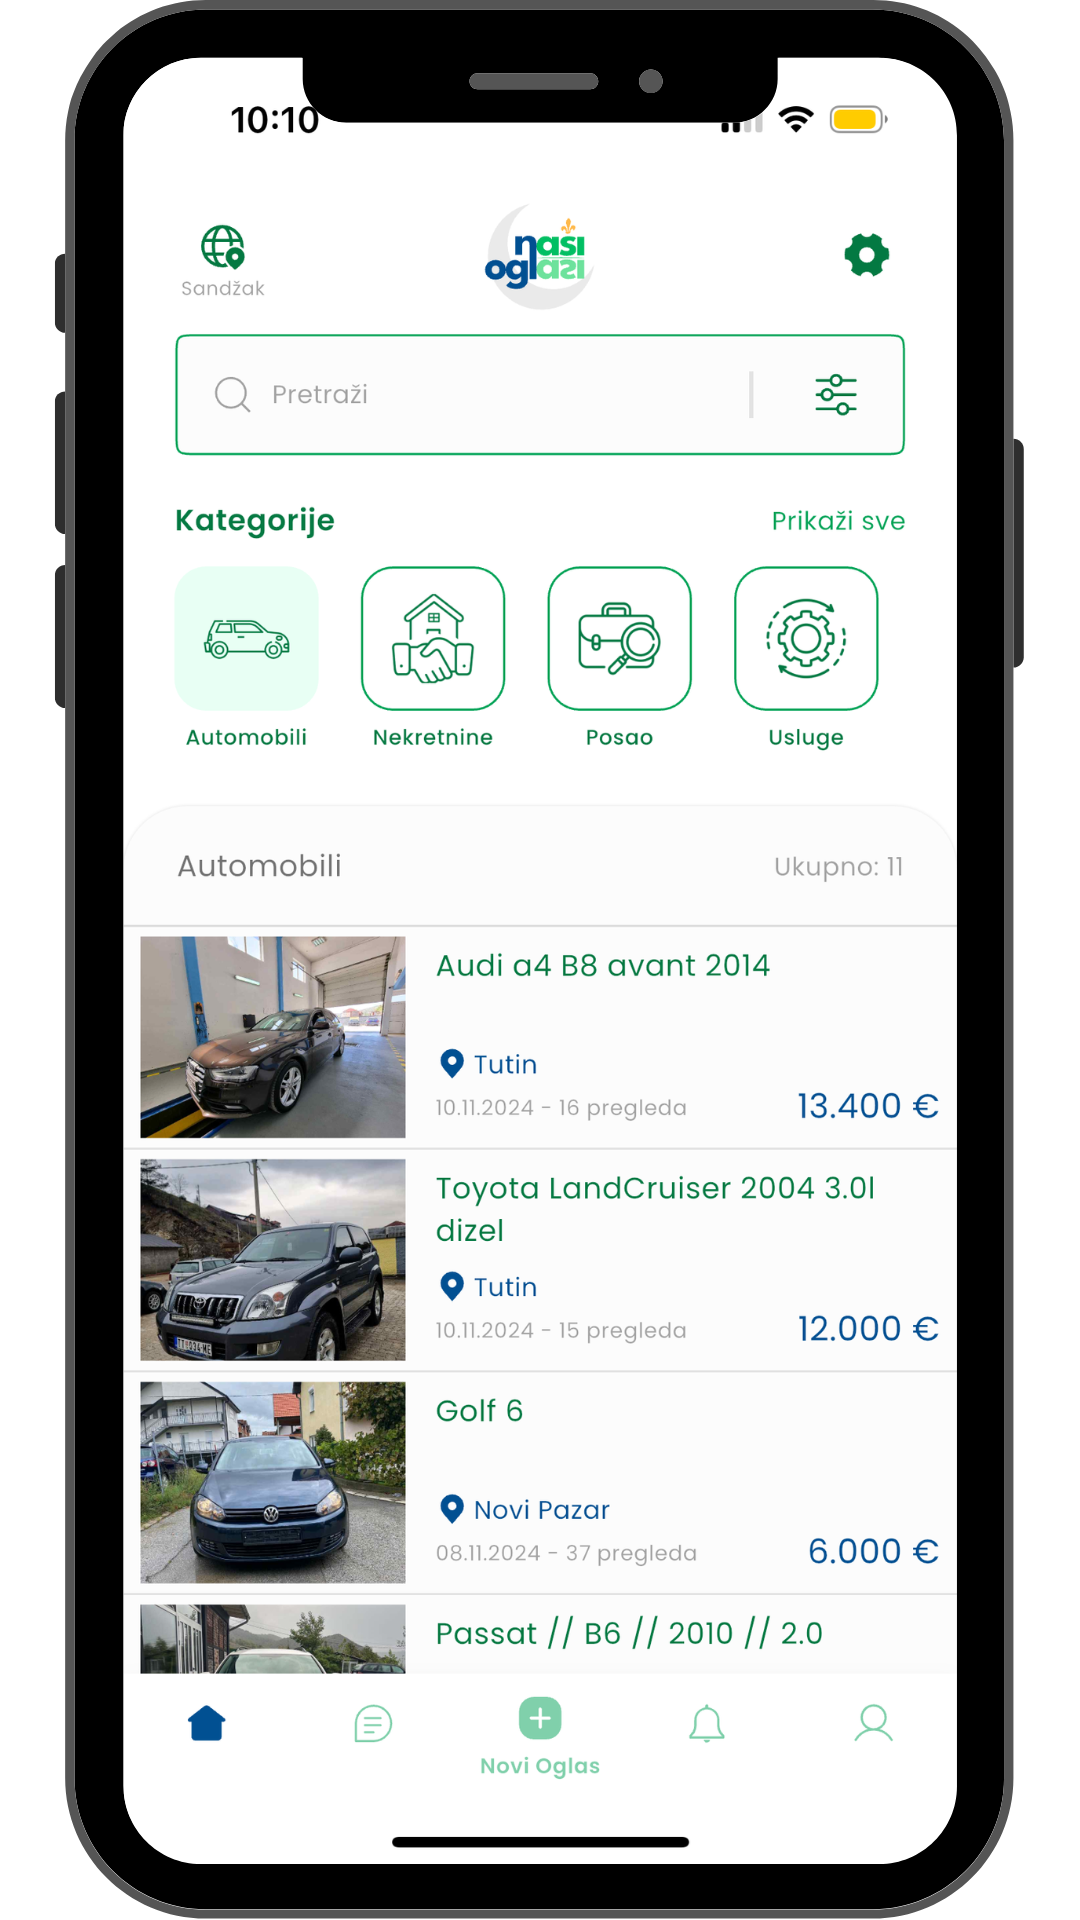 10:10
Sandžak
naši
oglasi
Pretraži
Kategorije
Prikaži sve
Automobili
Nekretnine
Posao
Usluge
Automobili
Ukupno: 11
Audi a4 B8 avant 2014
Tutin
10.11.2024 - 16 pregleda
13.400 €
Toyota LandCruiser 2004 3.0l
dizel
Tutin
10.11.2024 - 15 pregleda
12.000 €
Golf 6
Novi Pazar
08.11.2024 - 37 pregleda
6.000 €
Passat // B6 // 2010 // 2.0
Novi Oglas